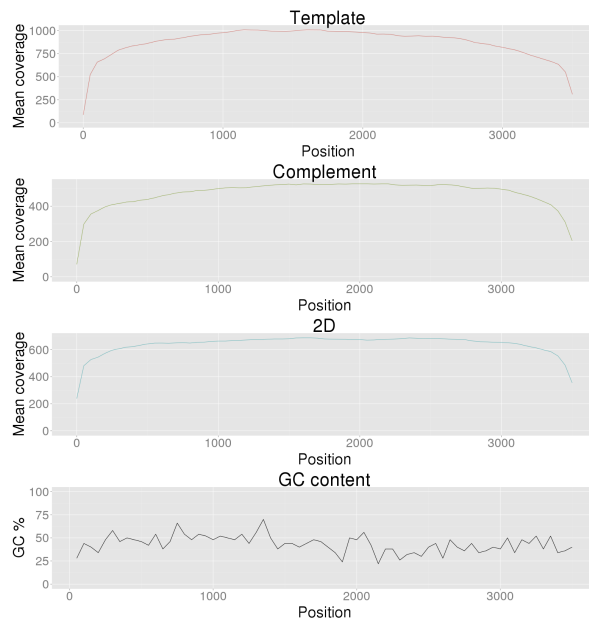 Template
1000
750
500
250
0
Mean coverage
0 1000 2000 3000
Position
Complement
400
200
0
Mean coverage
0 1000 2000 3000
Position
2D
600
400
200
0
Mean coverage
0 1000 2000 3000
Position
GC content
100
75
50
25
0
GC %
0 1000 2000 3000
Position